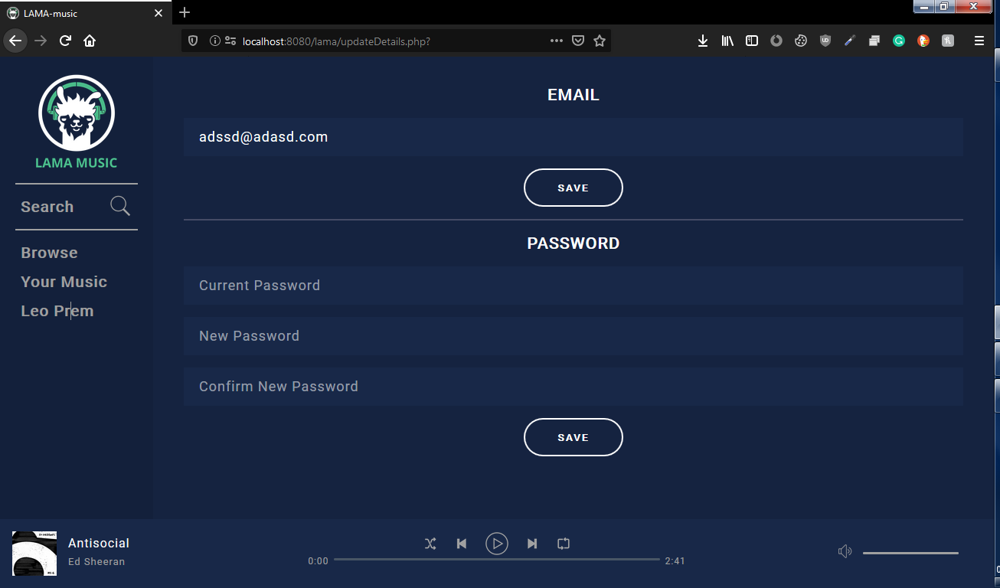 LAMA-music
localhost:8080/lama/updateDetails.php?
LAMA MUSIC
Search
Browse
Your Music
Leo Prem
EMAIL
adssd@adasd.com
SAVE
PASSWORD
Current Password
New Password
Confirm New Password
SAVE
Antisocial
Ed Sheeran
0:00
2:41